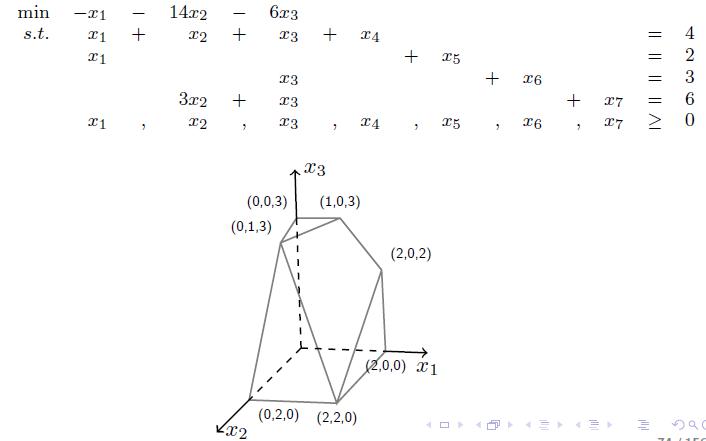 min −x1 − 14x2 − 6x3
s.t. x1 + x2 + x3 + x4 = 4
x1 + x5 = 2
x3 + x6 = 3
3x2 + x3 + x7 = 6
x1 , x2 , x3 , x4 , x5 , x6 , x7 ≥ 0
x3
(0,0,3) (1,0,3)
(0,1,3)
(2,0,2)
(2,0,0) x1
(0,2,0) (2,2,0)
x2